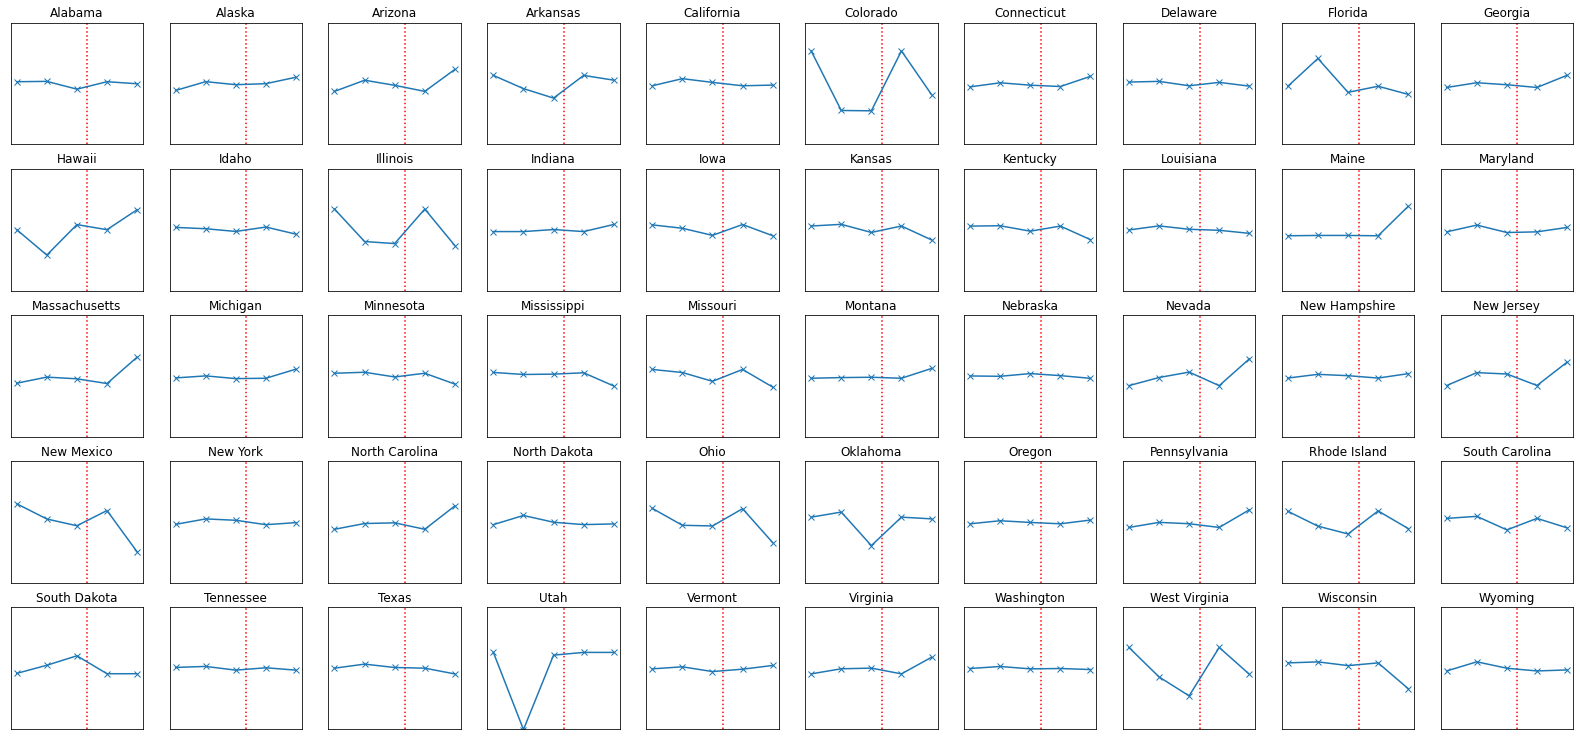 Alabama Alaska Arizona Arkansas California Colorado Connecticut Delaware Florida Georgia
Hawaii Idaho Illinois Indiana Iowa Kansas Kentucky Louisiana Maine Maryland
Massachusetts Michigan Minnesota Mississippi Missouri Montana Nebraska Nevada New Hampshire New Jersey
New Mexico New York North Carolina North Dakota Ohio Oklahoma Oregon Pennsylvania Rhode Island South Carolina
South Dakota Tennessee Texas Utah Vermont Virginia Washington West Virginia Wisconsin Wyoming